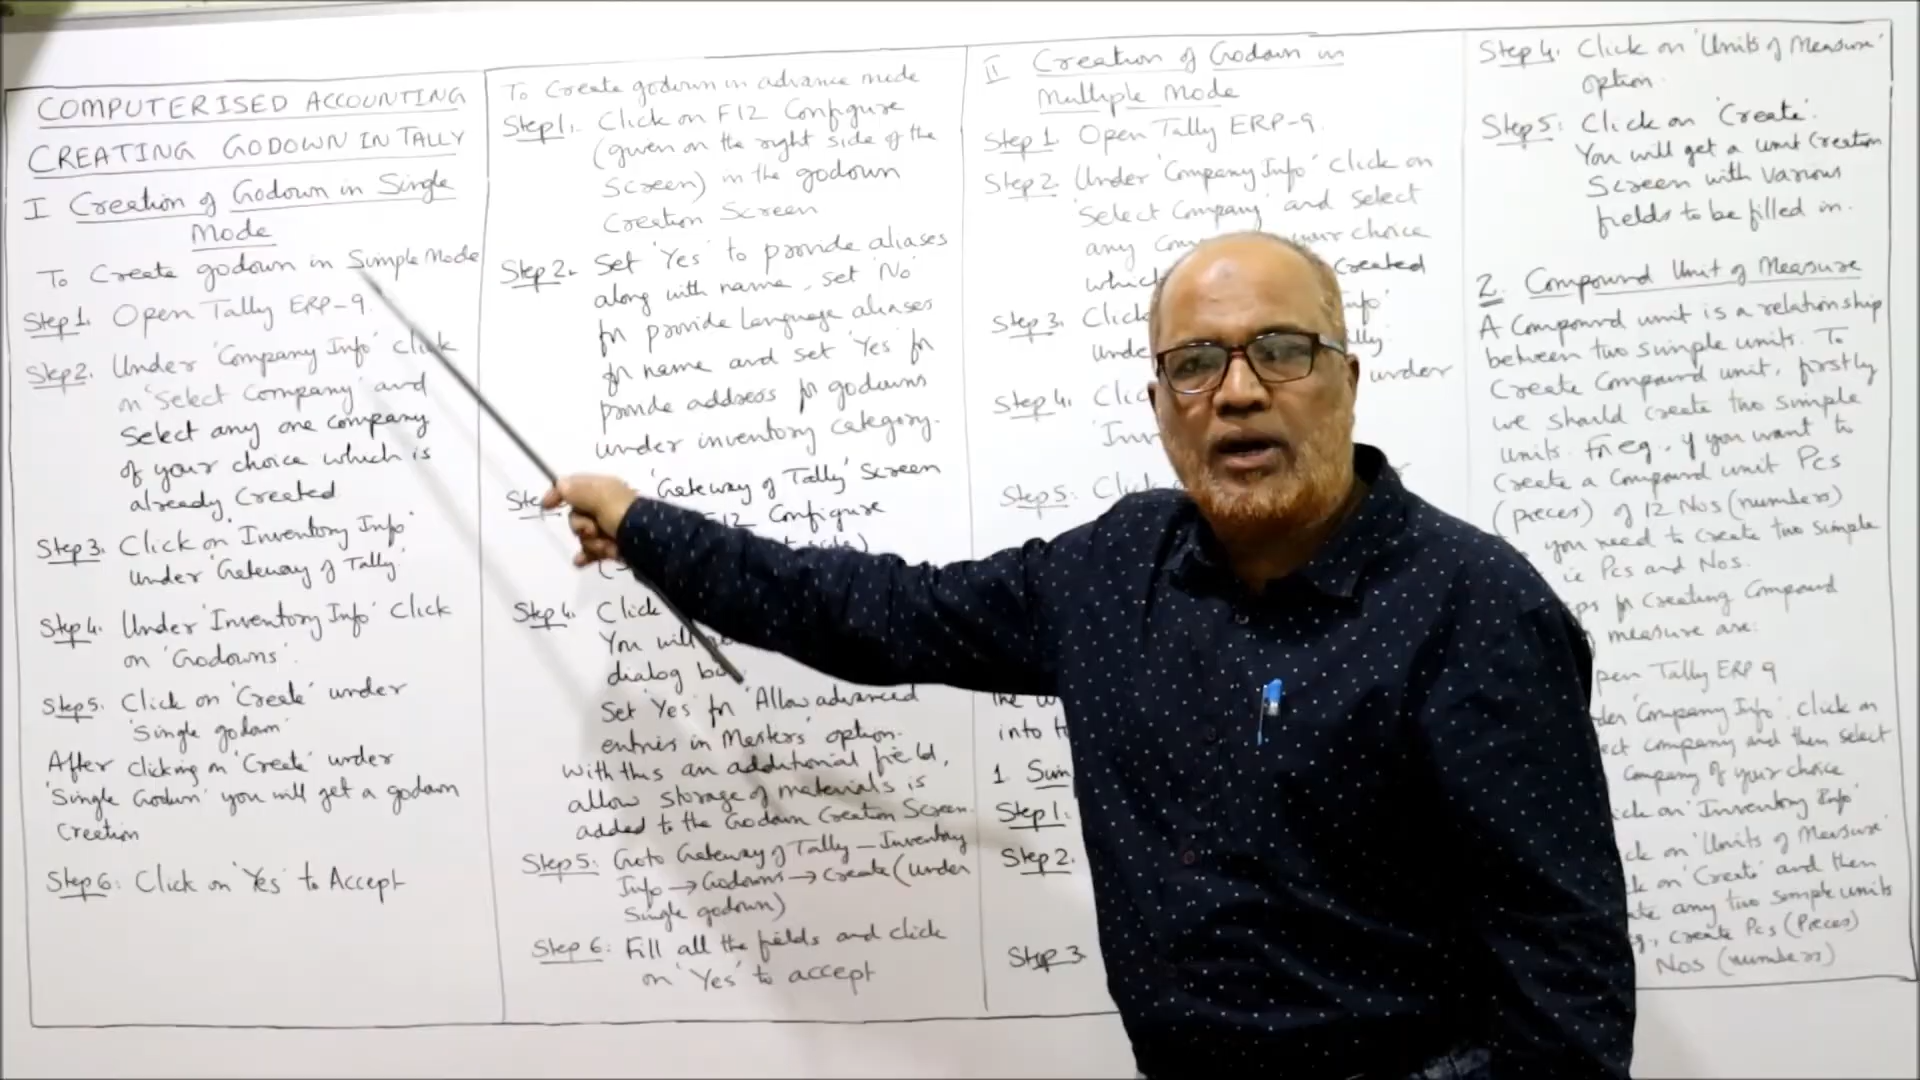 COMPUTERISED ACCOUNTING
CREATING GODOWN IN TALLY
I Creation of Godown in Single
Mode
To Create godown in Simple Mode
Step 1. Open Tally ERP-9.
Step 2. Under 'Company Info' click
on 'Select Company' and
Select any one company
of your choice which is
already Created
Step 3. Click on 'Inventory Info'
under 'Gateway of Tally'.
Step 4. Under 'Inventory Info' Click
on 'Godowns'.
Step 5. Click on 'Create' under
'Single godown'
After clicking on 'Create' under
'Single Godown' you will get a godown
Creation
Step 6: Click on 'Yes' to Accept
To Create godown in advance mode
Step 1. Click on F12 Configure
(given on the right side of the
Screen) in the godown
Creation Screen
Step 2. Set 'Yes' to provide aliases
along with name, set 'No'
for provide language aliases
for name and set 'Yes' for
provide address for godowns
under inventory category.
'Gateway of Tally' Screen
F12 Configure
Step 4. Click
You will
dialog box
Set 'Yes' for 'Allow advanced
entries in Masters' option.
With this an additional field,
allow storage of materials is
added to the Godown Creation Screen.
Step 5: Goto Gateway of Tally – Inventory
Info → Godowns → Create (under
Single godown)
Step 6: Fill all the fields and click
on 'Yes' to accept
II Creation of Godown in
Multiple Mode
Step 1. Open Tally ERP-9.
Step 2. Under 'Company Info' click on
'Select Company' and select
any your choice
which created
Step 3.
Under
Step 4. under
Step 5:
into
1
Step 1.
Step 2.
Step 3
Step 4. Click on 'Units of Measure'
option.
Step 5: Click on 'Create'.
You will get a unit Creation
Screen with various
fields to be filled in.
2. Compound Unit of Measure
A Compound unit is a relationship
between two simple units. To
Create Compound unit, firstly
we should create two simple
units. For eg., if you want to
Create a Compound unit Pcs
(pieces) of 12 Nos (numbers)
you need to create two simple
ie Pcs and Nos.
for Creating Compound
measure are:
Tally ERP 9
'Company Info' click on
company and then select
company of your choice
on 'Inventory Info'
on 'Units of Measure'
on 'Create' and then
any two simple units
create Pcs (Pieces)
Nos (numbers)